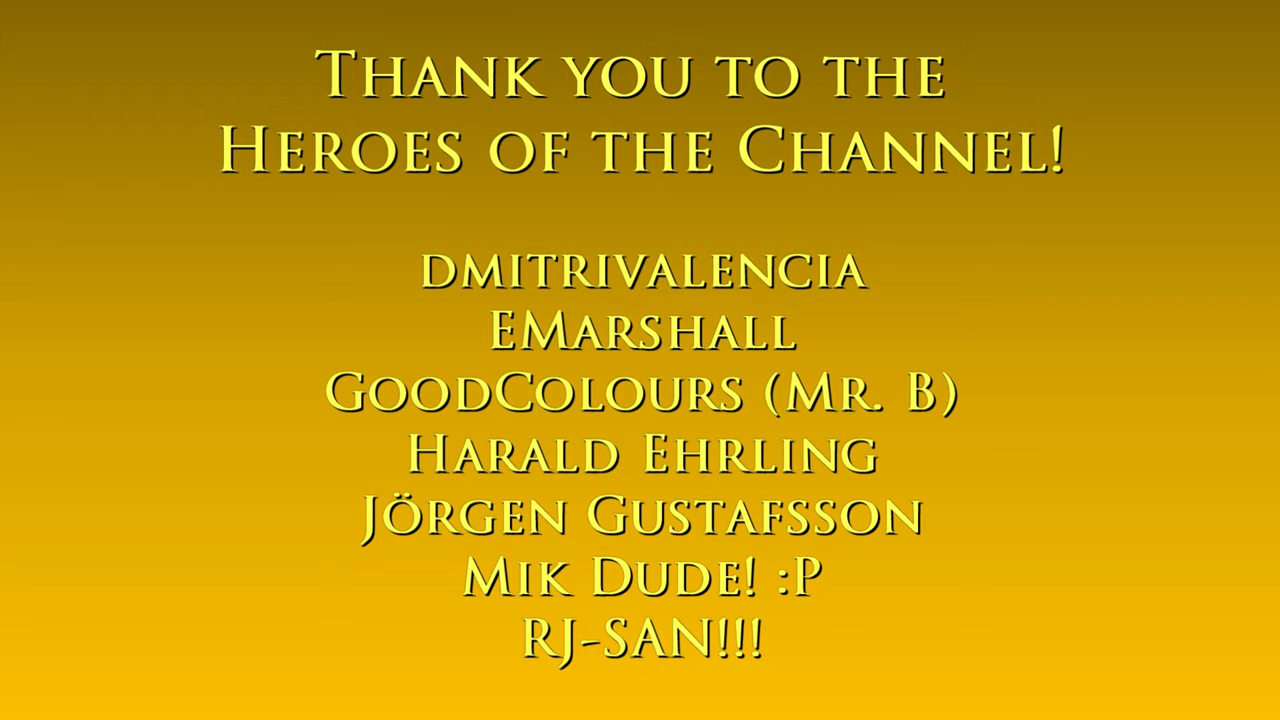 Thank you to the
Heroes of the Channel!
dmitrivalencia
EMarshall
GoodColours (Mr. B)
Harald Ehrling
Jörgen Gustafsson
Mik Dude! :P
RJ-SAN!!!